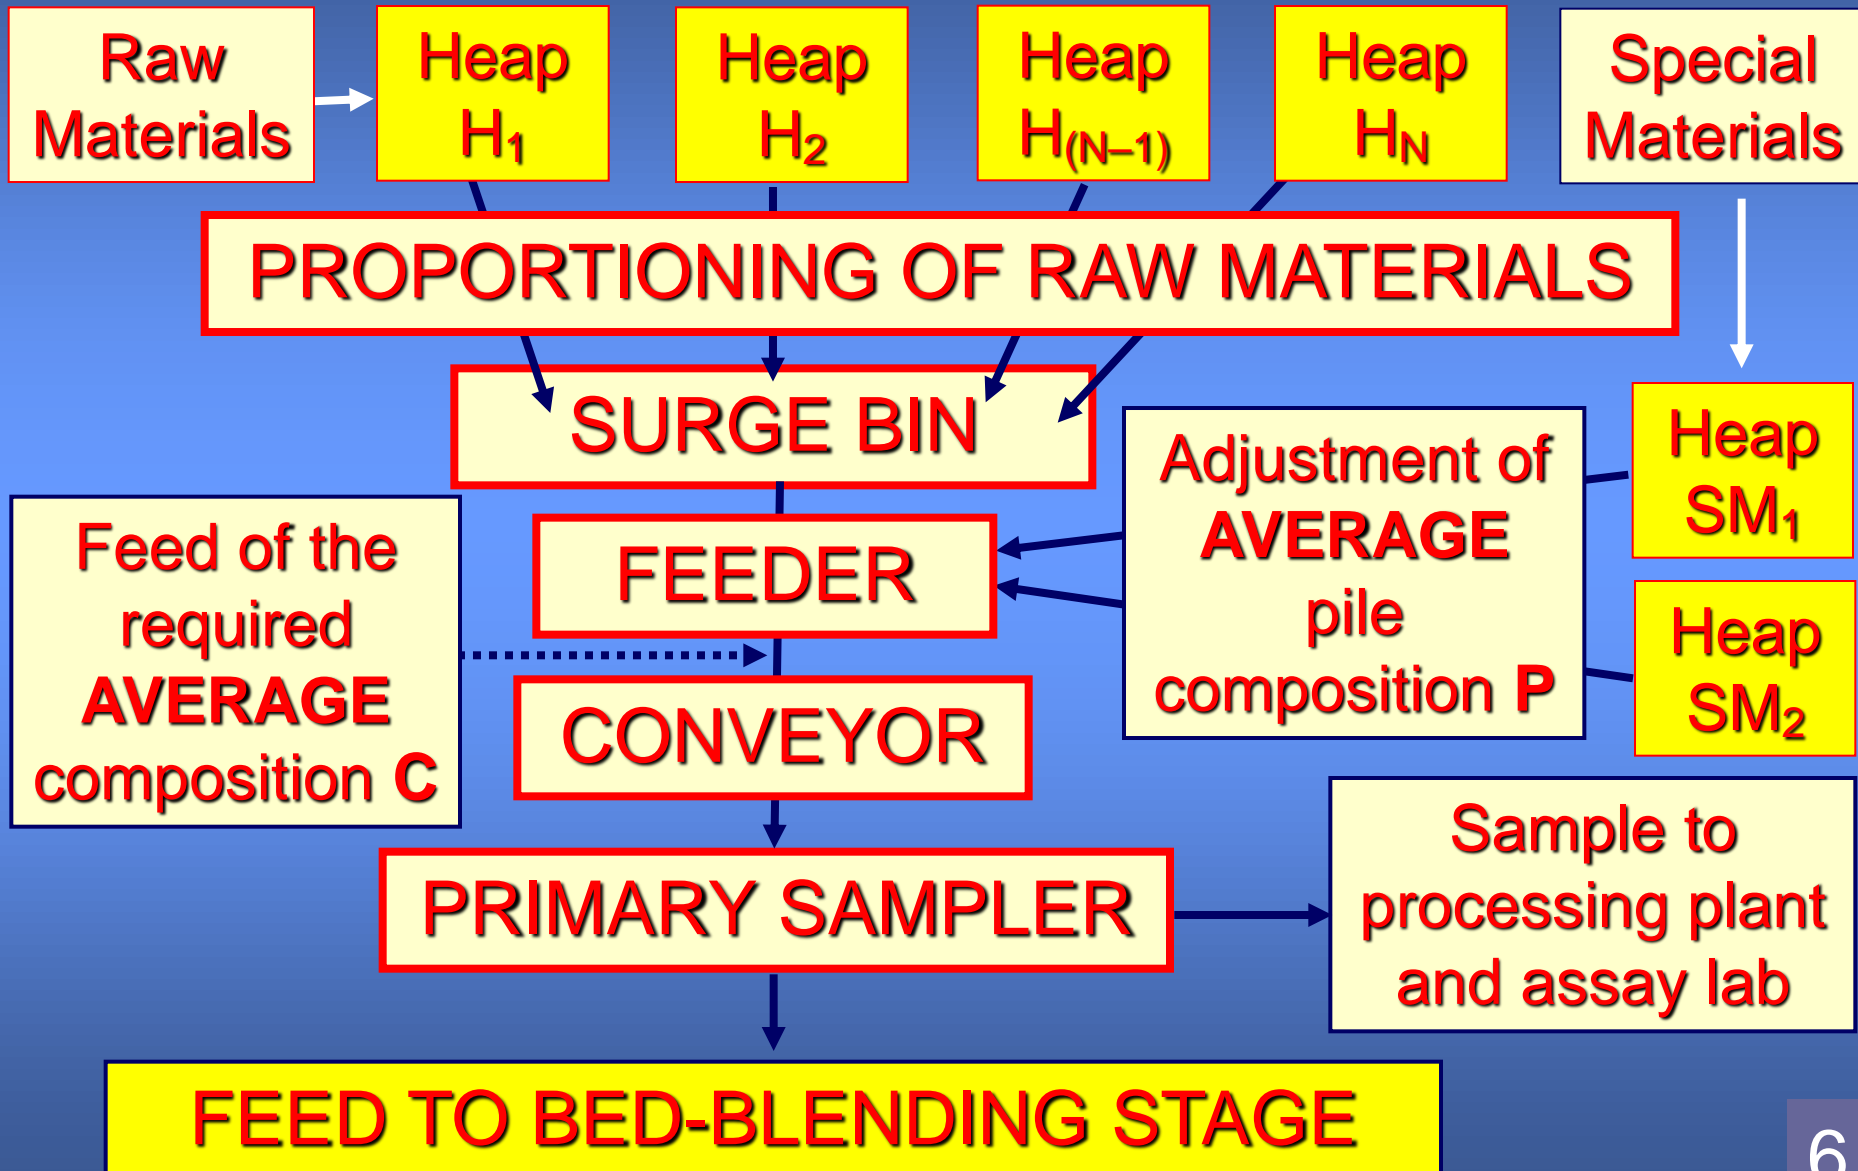 Raw
Materials
Heap
H₁
Heap
H₂
Heap
H₍N–1₎
Heap
H_N
Special
Materials
PROPORTIONING OF RAW MATERIALS
SURGE BIN
Adjustment of
AVERAGE
pile
composition P
Heap
SM₁
Feed of the
required
AVERAGE
composition C
FEEDER
Heap
SM₂
CONVEYOR
PRIMARY SAMPLER
Sample to
processing plant
and assay lab
FEED TO BED-BLENDING STAGE
6